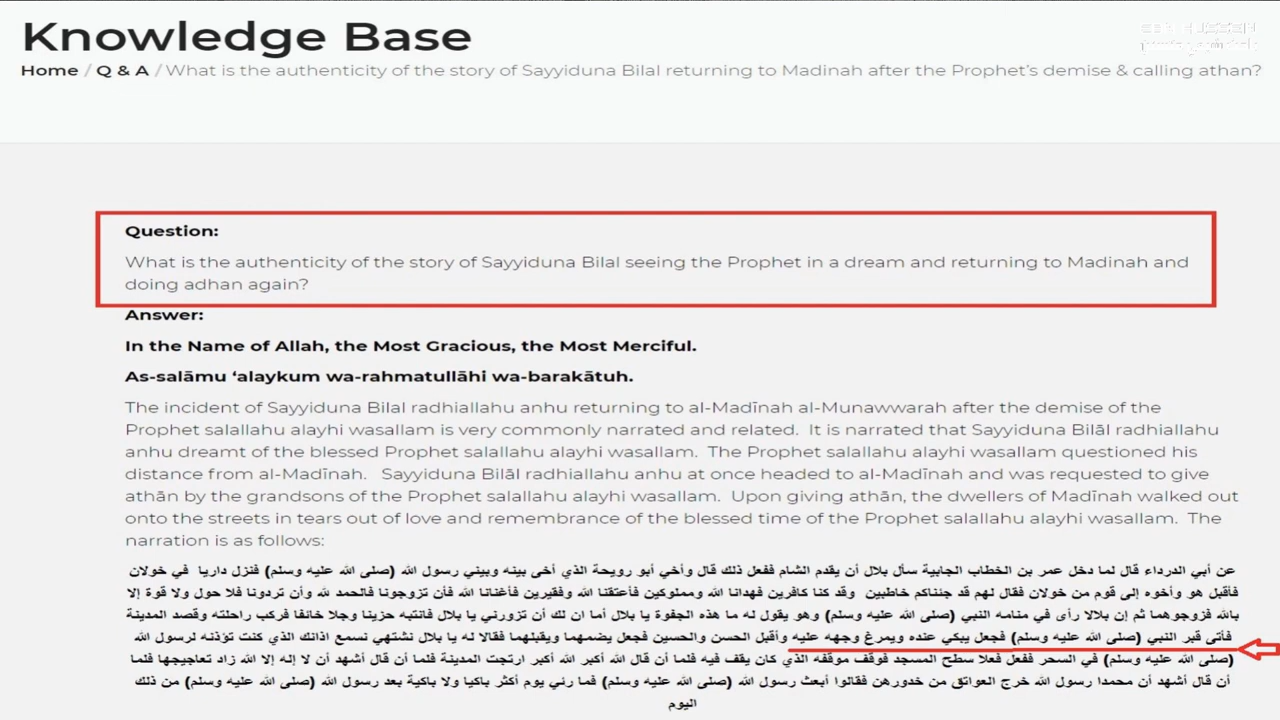 Knowledge Base
Home / Q & A / What is the authenticity of the story of Sayyiduna Bilal returning to Madinah after the Prophet's demise & calling athan?
Question:
What is the authenticity of the story of Sayyiduna Bilal seeing the Prophet in a dream and returning to Madinah and
doing adhan again?
Answer:
In the Name of Allah, the Most Gracious, the Most Merciful.
As-salāmu ‘alaykum wa-rahmatullāhi wa-barakātuh.
The incident of Sayyiduna Bilal radhiallahu anhu returning to al-Madīnah al-Munawwarah after the demise of the
Prophet salallahu alayhi wasallam is very commonly narrated and related.  It is narrated that Sayyiduna Bilāl radhiallahu
anhu dreamt of the blessed Prophet salallahu alayhi wasallam.  The Prophet salallahu alayhi wasallam questioned his
distance from al-Madīnah.   Sayyiduna Bilāl radhiallahu anhu at once headed to al-Madīnah and was requested to give
athān by the grandsons of the Prophet salallahu alayhi wasallam.  Upon giving athān, the dwellers of Madīnah walked out
onto the streets in tears out of love and remembrance of the blessed time of the Prophet salallahu alayhi wasallam.  The
narration is as follows:
عن أبي الدرداء قال لما دخل عمر بن الخطاب الجابية سأل بلال أن يقدم الشام ففعل ذلك قال وأخي أبو رويحة الذي أخى بينه وبيني رسول الله (صلى الله عليه وسلم) فنزل داريا  في خولان
فأقبل هو وأخوه إلى قوم من خولان فقال لهم قد جئناكم خاطبين  وقد كنا كافرين فهدانا الله ومملوكين فأعتقنا الله وفقيرين فأغنانا الله فأن تزوجونا فالحمد لله وأن تردونا فلا حول ولا قوة إلا
بالله فزوجوهما ثم إن بلالا رأى في منامه النبي (صلى الله عليه وسلم) وهو يقول له ما هذه الجفوة يا بلال أما ان لك أن تزورني يا بلال فانتبه حزينا وجلا خائفا فركب راحلته وقصد المدينة
فأتى قبر النبي (صلى الله عليه وسلم) فجعل يبكي عنده ويمرغ وجهه عليه وأقبل الحسن والحسين فجعل يضمهما ويقبلهما فقالا له يا بلال نشتهي نسمع اذانك الذي كنت تؤذنه لرسول الله
(صلى الله عليه وسلم) في السحر ففعل فعلا سطح المسجد فوقف موقفه الذي كان يقف فيه فلما أن قال الله أكبر الله أكبر ارتجت المدينة فلما أن قال أشهد أن لا إله إلا الله زاد تعاجيجها فلما
أن قال أشهد أن محمدا رسول الله خرج العواتق من خدورهن فقالوا أبعث رسول الله (صلى الله عليه وسلم) فما رئي يوم أكثر باكيا ولا باكية بعد رسول الله (صلى الله عليه وسلم) من ذلك
اليوم